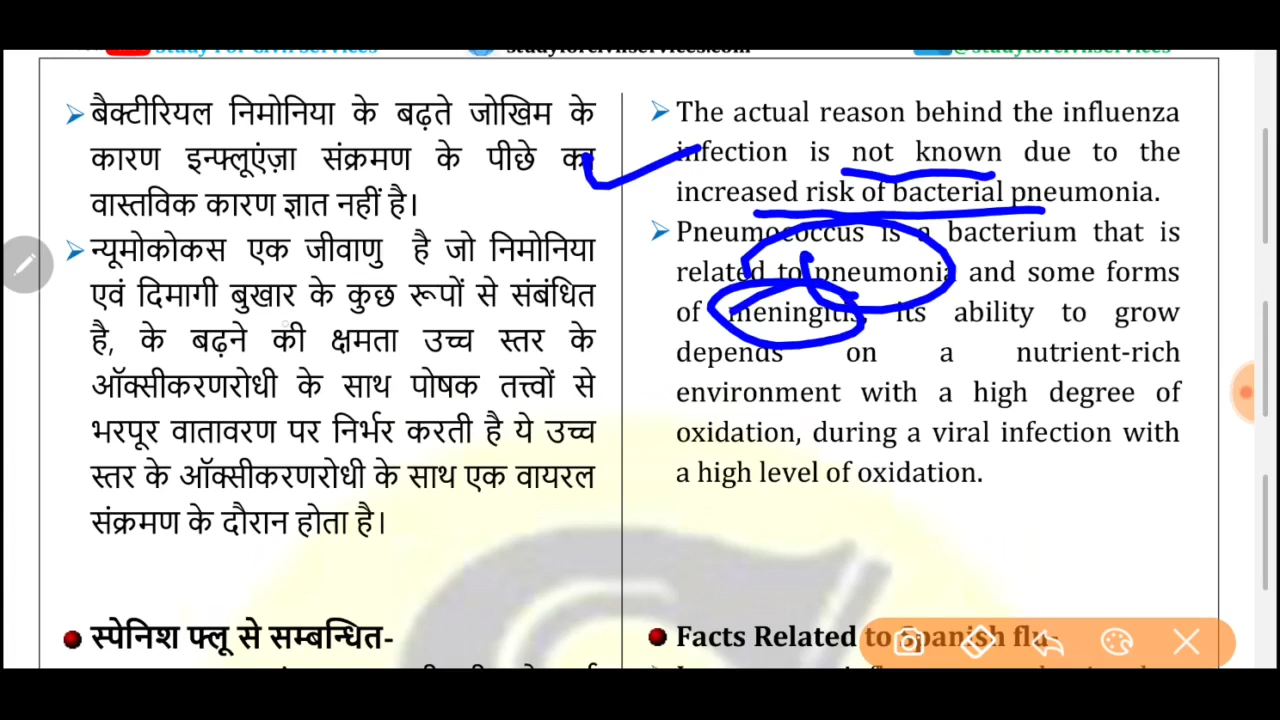 बैक्टीरियल निमोनिया के बढ़ते जोखिम के
कारण इन्फ्लूएंज़ा संक्रमण के पीछे का
वास्तविक कारण ज्ञात नहीं है।
न्यूमोकोकस एक जीवाणु है जो निमोनिया
एवं दिमागी बुखार के कुछ रूपों से संबंधित
है, के बढ़ने की क्षमता उच्च स्तर के
ऑक्सीकरणरोधी के साथ पोषक तत्त्वों से
भरपूर वातावरण पर निर्भर करती है ये उच्च
स्तर के ऑक्सीकरणरोधी के साथ एक वायरल
संक्रमण के दौरान होता है।
स्पेनिश फ्लू से सम्बन्धित-
The actual reason behind the influenza
infection is not known due to the
increased risk of bacterial pneumonia.
Pneumococcus is a bacterium that is
related to pneumonia and some forms
of meningitis, its ability to grow
depends on a nutrient-rich
environment with a high degree of
oxidation, during a viral infection with
a high level of oxidation.
Facts Related to Spanish flu-